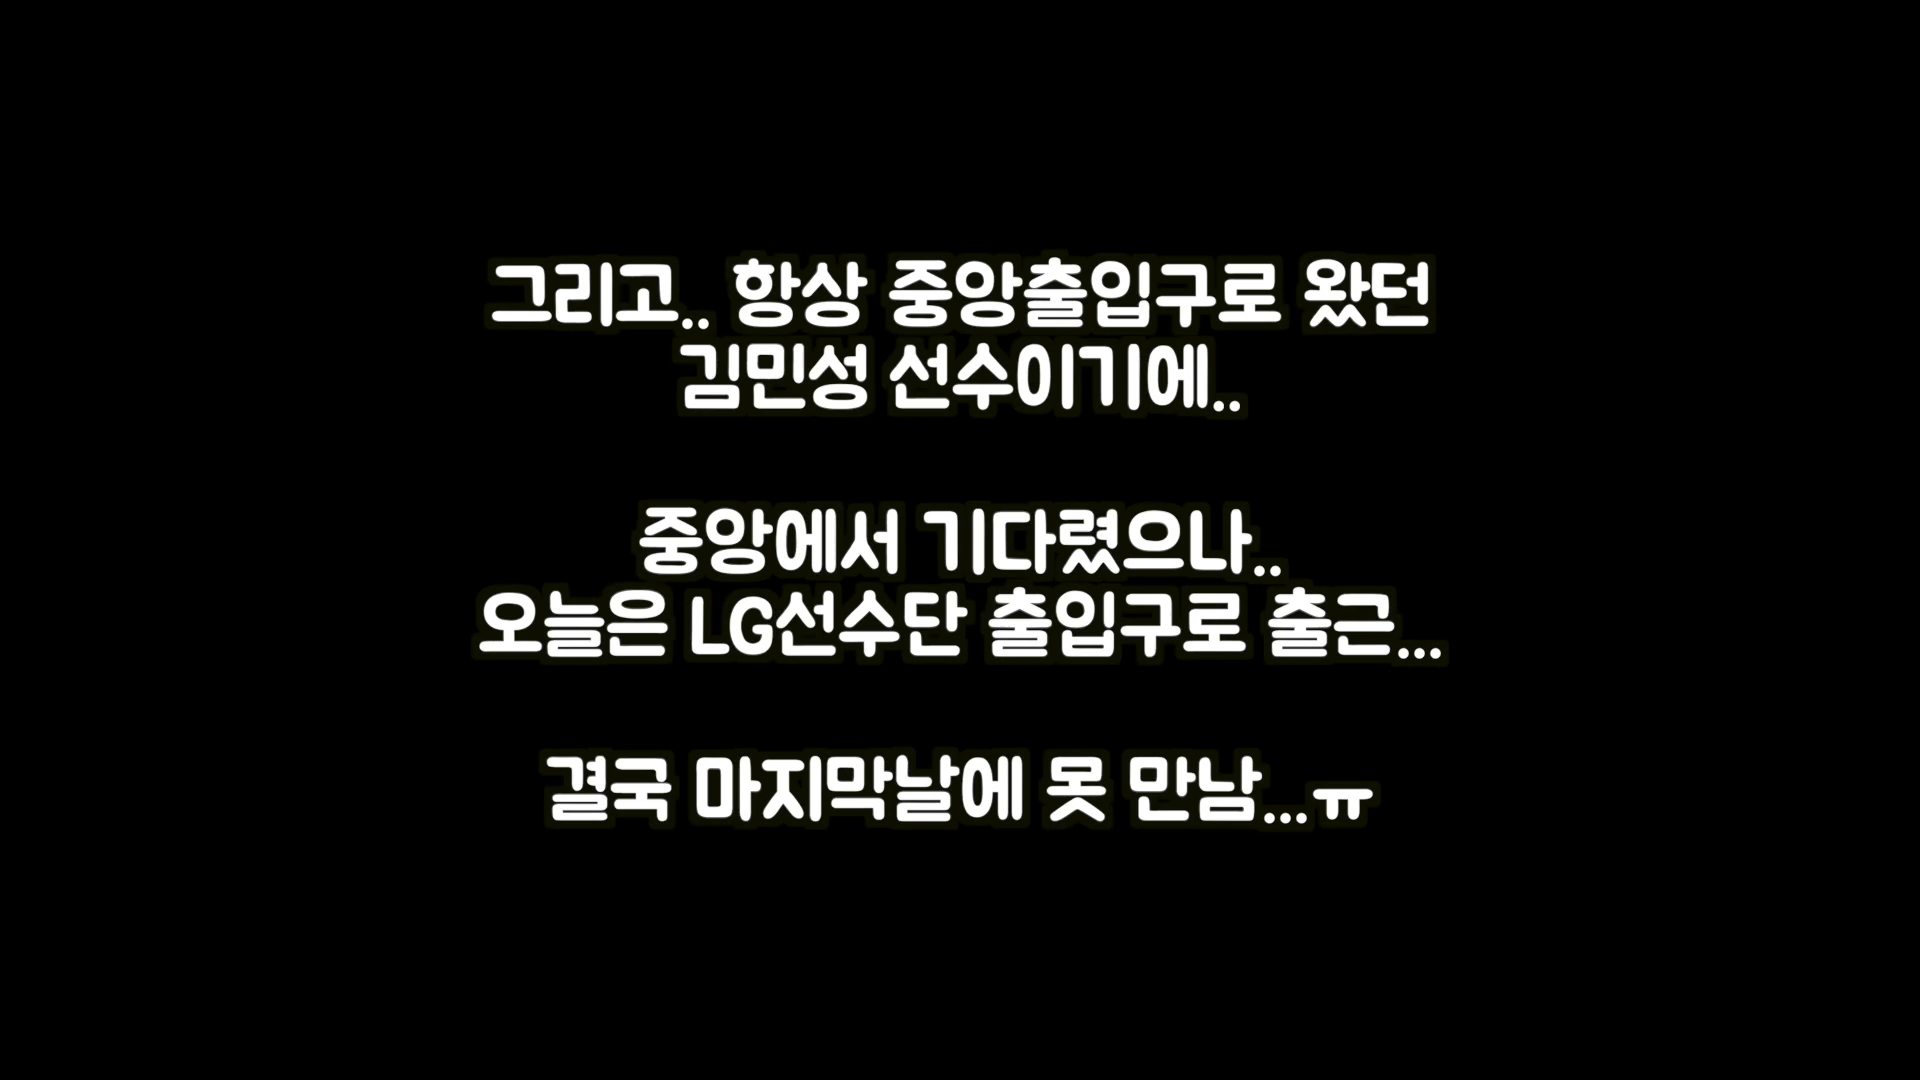 그리고.. 항상 중앙출입구로 왔던
김민성 선수이기에..
중앙에서 기다렸으나..
오늘은 LG선수단 출입구로 출근...
결국 마지막날에 못 만남...ㅠ